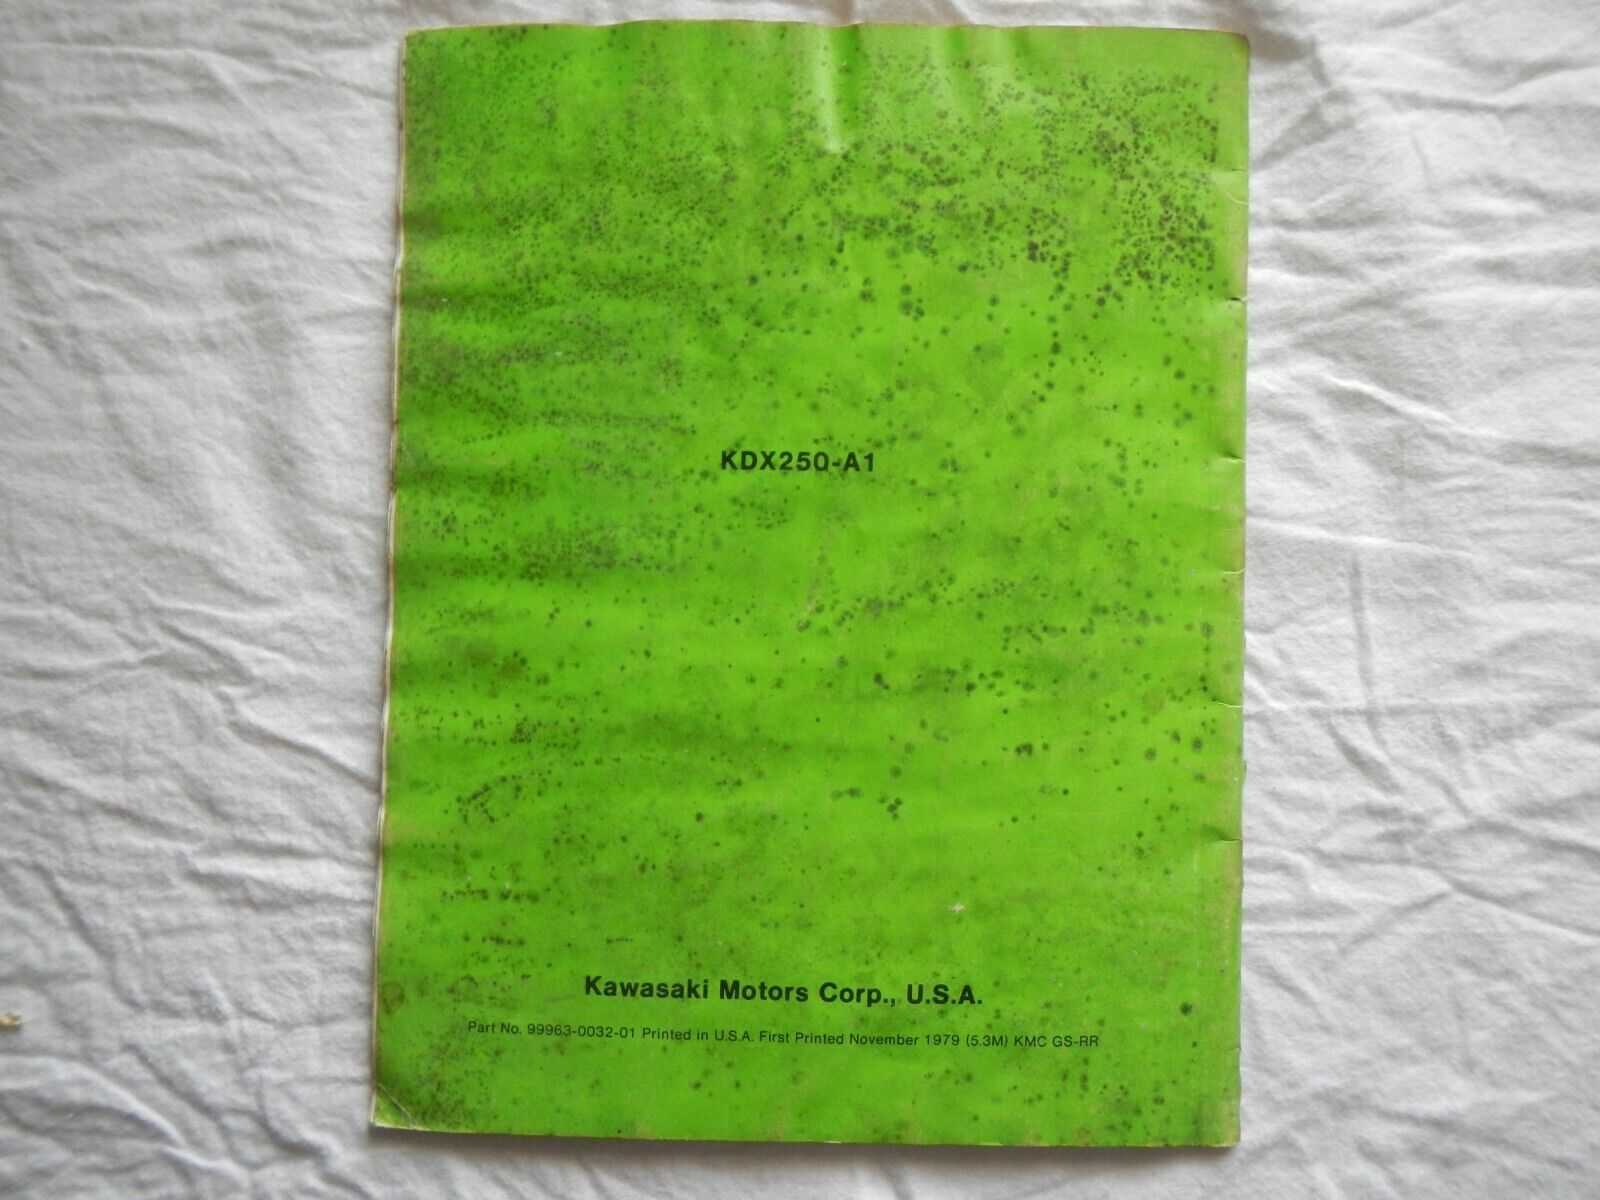 KDX250-A1
Kawasaki Motors Corp., U.S.A.
Part No. 99963-0032-01 Printed in U.S.A. First Printed November 1979 (5.3M) KMC GS-RR